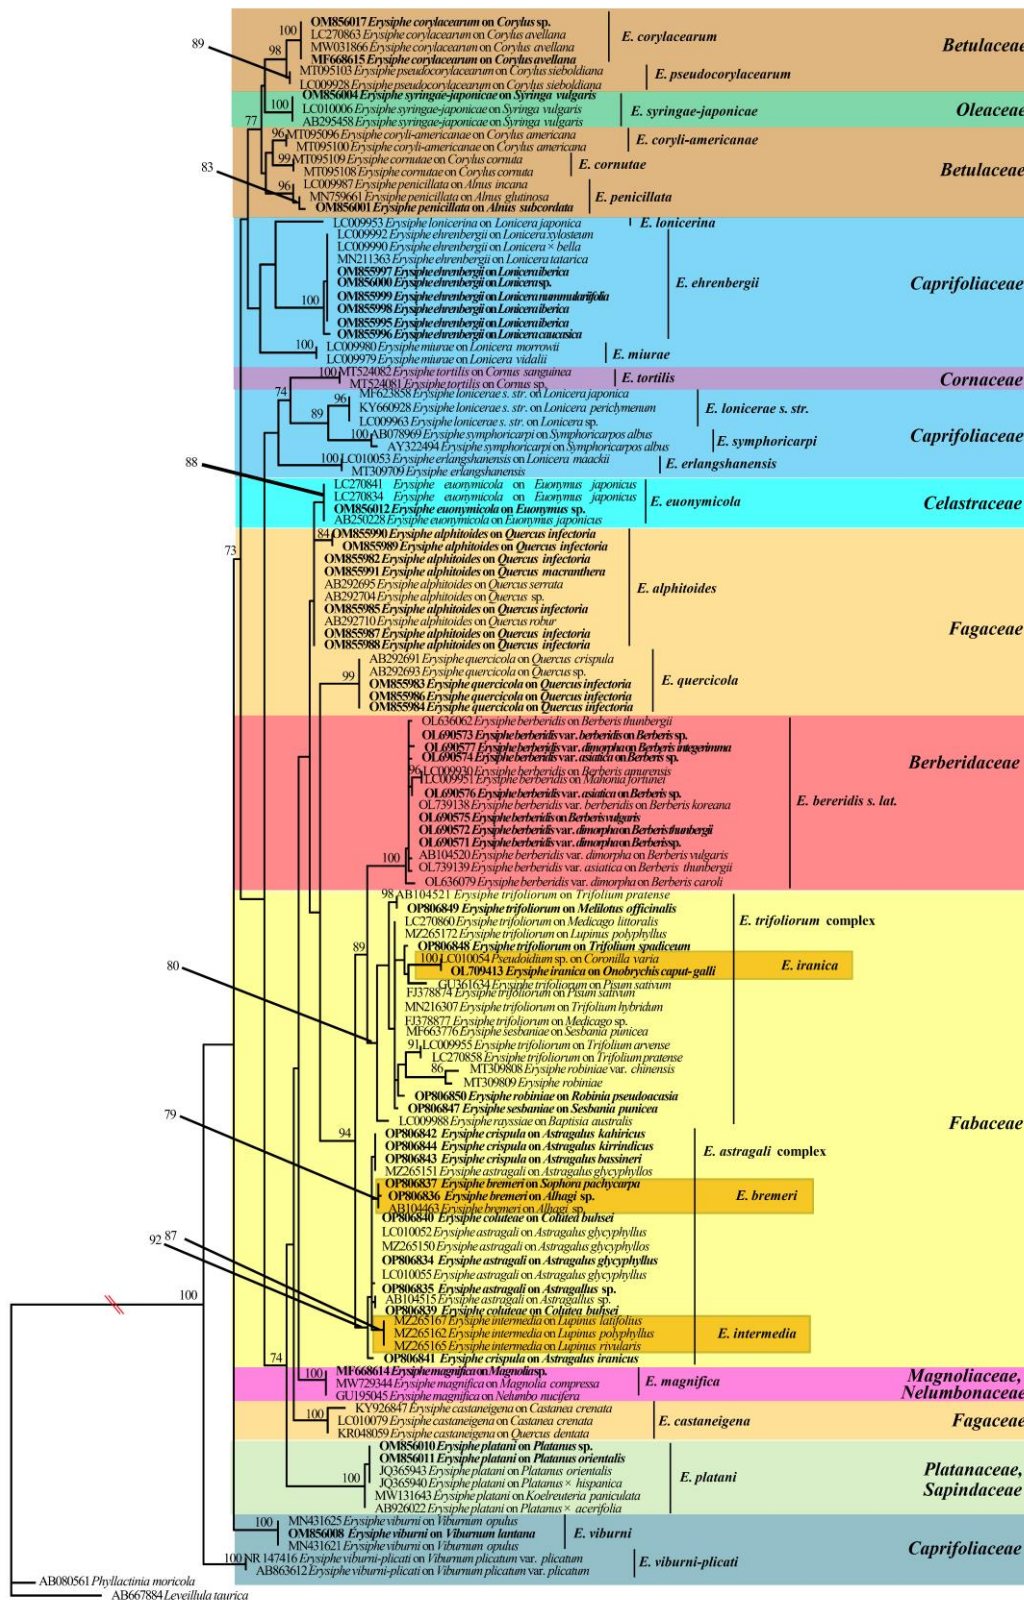 OM856017 Erysiphe corylacearum on Corylus sp.
100
LC270863 Erysiphe corylacearum on Corylus avellana
E. corylacearum
Betulaceae
89
98
MW031866 Erysiphe corylacearum on Corylus avellana
MF668615 Erysiphe corylacearum on Corylus avellana
MT095103 Erysiphe pseudocorylacearum on Corylus sieboldiana
E. pseudocorylacearum
LC009928 Erysiphe pseudocorylacearum on Corylus sieboldiana
OM856004 Erysiphe syringae-japonicae on Syringa vulgaris
100
LC010006 Erysiphe syringae-japonicae on Syringa vulgaris
E. syringae-japonicae
Oleaceae
AB295458 Erysiphe syringae-japonicae on Syringa vulgaris
77
96
MT095096 Erysiphe coryli-americanae on Corylus americana
E. coryli-americanae
MT095100 Erysiphe coryli-americanae on Corylus americana
83
99
MT095109 Erysiphe cornutae on Corylus cornuta
E. cornutae
Betulaceae
MT095108 Erysiphe cornutae on Corylus cornuta
96
LC009987 Erysiphe penicillata on Alnus incana
MN759661 Erysiphe penicillata on Alnus glutinosa
E. penicillata
OM856001 Erysiphe penicillata on Alnus subcordata
LC009953 Erysiphe lonicerina on Lonicera japonica
E. lonicerina
LC009992 Erysiphe ehrenbergii on Lonicera xylosteum
LC009990 Erysiphe ehrenbergii on Lonicera × bella
MN211363 Erysiphe ehrenbergii on Lonicera tatarica
OM855997 Erysiphe ehrenbergii on Lonicera iberica
OM856000 Erysiphe ehrenbergii on Lonicera sp.
E. ehrenbergii
Caprifoliaceae
100
OM855999 Erysiphe ehrenbergii on Lonicera nummulariifolia
OM855998 Erysiphe ehrenbergii on Lonicera iberica
OM855995 Erysiphe ehrenbergii on Lonicera iberica
OM855996 Erysiphe ehrenbergii on Lonicera caucasica
100
LC009980 Erysiphe miurae on Lonicera morrowii
E. miurae
LC009979 Erysiphe miurae on Lonicera vidalii
100
MT524082 Erysiphe tortilis on Cornus sanguinea
E. tortilis
Cornaceae
MT524081 Erysiphe tortilis on Cornus sp.
74
MF623858 Erysiphe lonicerae s. str. on Lonicera japonica
96
KY660928 Erysiphe lonicerae s. str. on Lonicera periclymenum
E. lonicerae s. str.
89
LC009963 Erysiphe lonicerae s. str. on Lonicera sp.
100
AB078969 Erysiphe symphoricarpi on Symphoricarpos albus
E. symphoricarpi
Caprifoliaceae
AY322494 Erysiphe symphoricarpi on Symphoricarpos albus
88
100
LC010053 Erysiphe erlangshanensis on Lonicera maackii
E. erlangshanensis
MT309709 Erysiphe erlangshanensis
LC270841 Erysiphe euonymicola on Euonymus japonicus
LC270834 Erysiphe euonymicola on Euonymus japonicus
E. euonymicola
Celastraceae
OM856012 Erysiphe euonymicola on Euonymus sp.
AB250228 Erysiphe euonymicola on Euonymus japonicus
84
OM855990 Erysiphe alphitoides on Quercus infectoria
73
OM855989 Erysiphe alphitoides on Quercus infectoria
OM855982 Erysiphe alphitoides on Quercus infectoria
OM855991 Erysiphe alphitoides on Quercus macranthera
AB292695 Erysiphe alphitoides on Quercus serrata
E. alphitoides
AB292704 Erysiphe alphitoides on Quercus sp.
OM855985 Erysiphe alphitoides on Quercus infectoria
AB292710 Erysiphe alphitoides on Quercus robur
Fagaceae
OM855987 Erysiphe alphitoides on Quercus infectoria
OM855988 Erysiphe alphitoides on Quercus infectoria
AB292691 Erysiphe quercicola on Quercus crispula
AB292693 Erysiphe quercicola on Quercus sp.
99
OM855983 Erysiphe quercicola on Quercus infectoria
E. quercicola
OM855986 Erysiphe quercicola on Quercus infectoria
OM855984 Erysiphe quercicola on Quercus infectoria
OL636062 Erysiphe berberidis on Berberis thunbergii
OL690573 Erysiphe berberidis var. berberidis on Berberis sp.
OL690577 Erysiphe berberidis var. dimorpha on Berberis integerimma
OL690574 Erysiphe berberidis var. asiatica on Berberis sp.
Berberidaceae
96
LC009930 Erysiphe berberidis on Berberis amurensis
LC009951 Erysiphe berberidis on Mahonia fortunei
OL690576 Erysiphe berberidis var. asiatica on Berberis sp.
E. bereridis s. lat.
OL739138 Erysiphe berberidis var. berberidis on Berberis koreana
OL690575 Erysiphe berberidis on Berberis vulgaris
OL690572 Erysiphe berberidis var. dimorpha on Berberis thunbergii
OL690571 Erysiphe berberidis var. dimorpha on Berberis sp.
100
AB104520 Erysiphe berberidis var. dimorpha on Berberis vulgaris
OL739139 Erysiphe berberidis var. asiatica on Berberis thunbergii
OL636079 Erysiphe berberidis var. dimorpha on Berberis caroli
98
AB104521 Erysiphe trifoliorum on Trifolium pratense
OP806849 Erysiphe trifoliorum on Melilotus officinalis
LC270860 Erysiphe trifoliorum on Medicago littoralis
E. trifoliorum complex
MZ265172 Erysiphe trifoliorum on Lupinus polyphyllus
89
OP806848 Erysiphe trifoliorum on Trifolium spadiceum
80
100
LC010054 Pseudoidium sp. on Coronilla varia
E. iranica
OL709413 Erysiphe iranica on Onobrychis caput-galli
GU361634 Erysiphe trifoliorum on Pisum sativum
FJ378874 Erysiphe trifoliorum on Pisum sativum
MN216307 Erysiphe trifoliorum on Trifolium hybridum
FJ378877 Erysiphe trifoliorum on Medicago sp.
MF663776 Erysiphe sesbaniae on Sesbania punicea
91
LC009955 Erysiphe trifoliorum on Trifolium arvense
LC270858 Erysiphe trifoliorum on Trifolium pratense
86
MT309808 Erysiphe robiniae var. chinensis
MT309809 Erysiphe robiniae
OP806850 Erysiphe robiniae on Robinia pseudoacasia
OP806847 Erysiphe sesbaniae on Sesbania punicea
LC009988 Erysiphe rayssiae on Baptisia australis
Fabaceae
79
94
OP806842 Erysiphe crispula on Astragalus kahiricus
OP806844 Erysiphe crispula on Astragalus kirrindicus
E. astragali complex
OP806843 Erysiphe crispula on Astragalus bassineri
MZ265151 Erysiphe astragali on Astragalus glycyphyllos
OP806837 Erysiphe bremeri on Sophora pachycarpa
OP806836 Erysiphe bremeri on Alhagi sp.
E. bremeri
AB104463 Erysiphe bremeri on Alhagi sp.
OP806840 Erysiphe coluteae on Colutea buhsei
LC010052 Erysiphe astragali on Astragalus glycyphyllus
92 87
MZ265150 Erysiphe astragali on Astragalus glycyphyllos
OP806834 Erysiphe astragali on Astragalus glycyphyllus
LC010055 Erysiphe astragali on Astragalus glycyphyllus
OP806835 Erysiphe astragali on Astragallus sp.
AB104515 Erysiphe astragali on Astragallus sp.
100
OP806839 Erysiphe coluteae on Colutea buhsei
MZ265167 Erysiphe intermedia on Lupinus latifolius
MZ265162 Erysiphe intermedia on Lupinus polyphyllus
E. intermedia
MZ265165 Erysiphe intermedia on Lupinus rivularis
74
OP806841 Erysiphe crispula on Astragalus iranicus
MF668614 Erysiphe magnifica on Magnolia sp.
100
MW729344 Erysiphe magnifica on Magnolia compressa
E. magnifica
Magnoliaceae,
Nelumbonaceae
GU195045 Erysiphe magnifica on Nelumbo nucifera
KY926847 Erysiphe castaneigena on Castanea crenata
100
LC010079 Erysiphe castaneigena on Castanea crenata
E. castaneigena
Fagaceae
KR048059 Erysiphe castaneigena on Quercus dentata
OM856010 Erysiphe platani on Platanus sp.
OM856011 Erysiphe platani on Platanus orientalis
JQ365943 Erysiphe platani on Platanus orientalis
100
JQ365940 Erysiphe platani on Platanus × hispanica
E. platani
Platanaceae,
Sapindaceae
MW131643 Erysiphe platani on Koelreuteria paniculata
AB926022 Erysiphe platani on Platanus × acerifolia
MN431625 Erysiphe viburni on Viburnum opulus
100
OM856008 Erysiphe viburni on Viburnum lantana
E. viburni
MN431621 Erysiphe viburni on Viburnum opulus
Caprifoliaceae
100
NR147416 Erysiphe viburni-plicati on Viburnum plicatum var. plicatum
E. viburni-plicati
AB863612 Erysiphe viburni-plicati on Viburnum plicatum var. plicatum
AB080561 Phyllactinia moricola
AB667884 Leveillula taurica